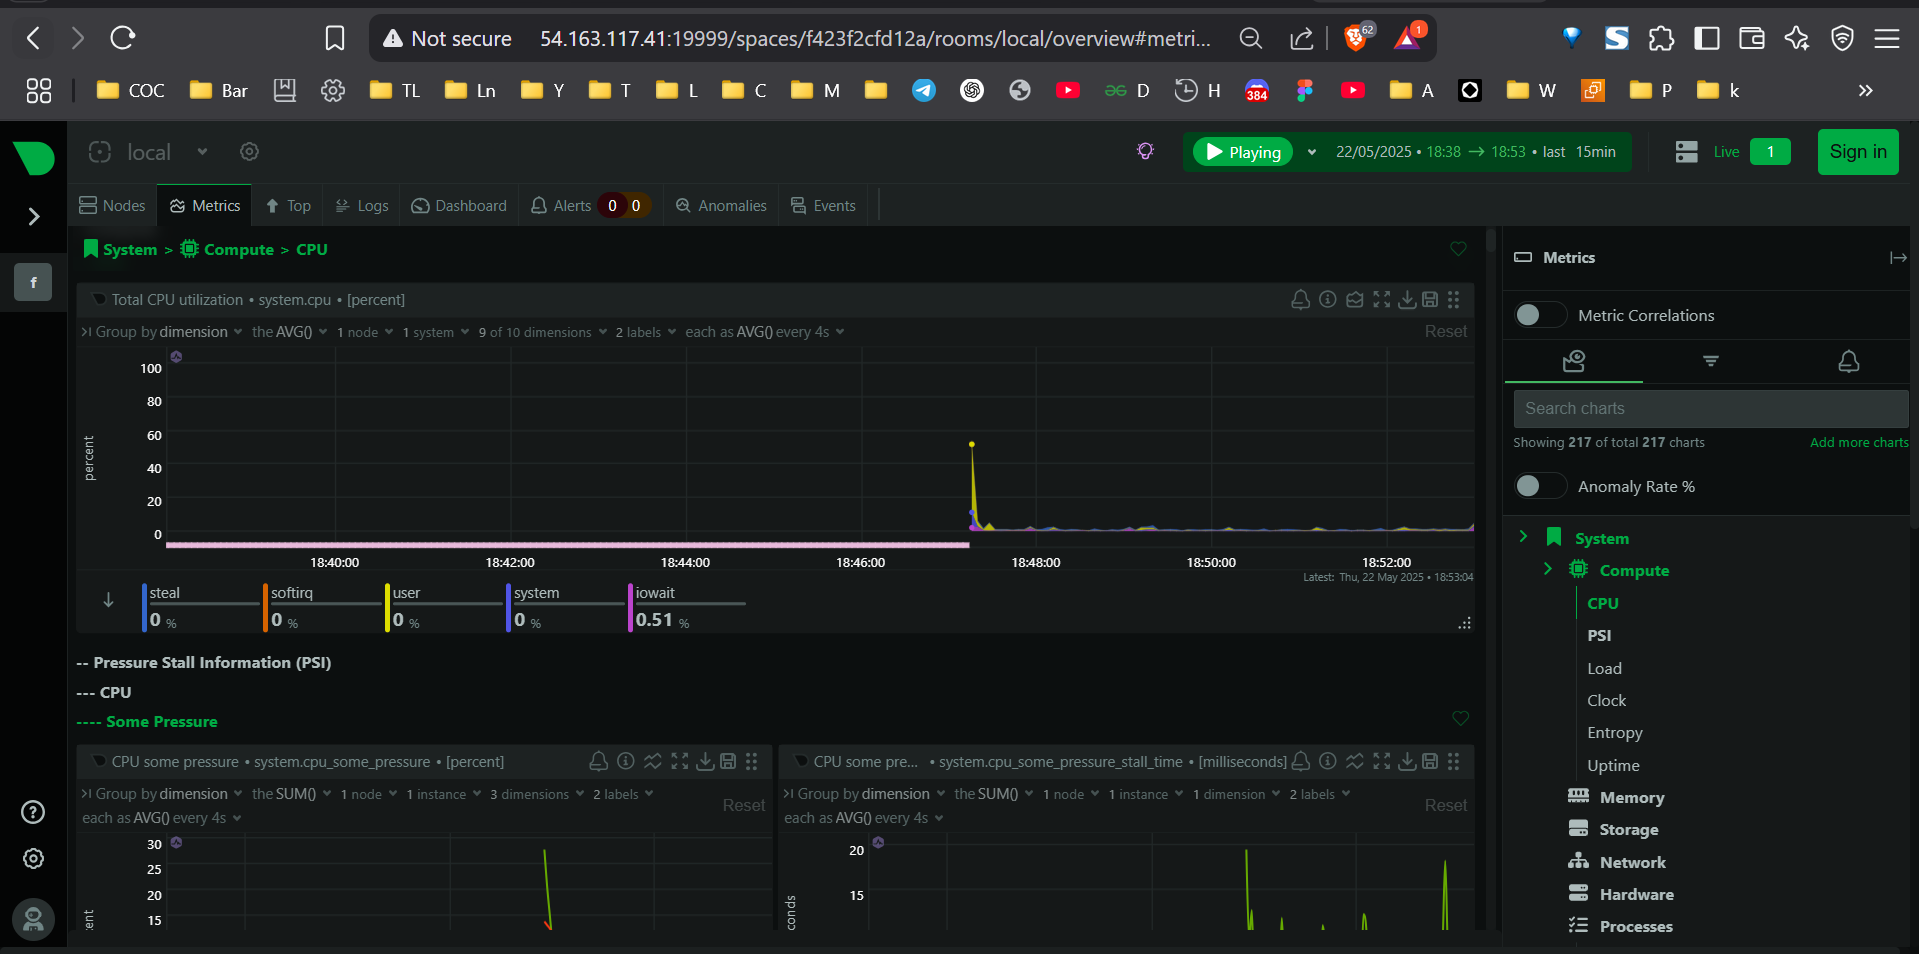 Not secure 54.163.117.41:19999/spaces/f423f2cfd12a/rooms/local/overview#metri... 62 1
COC Bar TL Ln Y T L C M D H 384 A W P k »
local Playing 22/05/2025 • 18:38 → 18:53 • last 15min Live 1 Sign in
Nodes Metrics Top Logs Dashboard Alerts 0 0 Anomalies Events
f
System > Compute > CPU
Total CPU utilization • system.cpu • [percent]
Group by dimension the AVG() 1 node 1 system 9 of 10 dimensions 2 labels each as AVG() every 4s Reset
percent
100
80
60
40
20
0
18:40:00 18:42:00 18:44:00 18:46:00 18:48:00 18:50:00 18:52:00
Latest: Thu, 22 May 2025 • 18:53:04
steal softirq user system iowait
0 % 0 % 0 % 0 % 0.51 %
-- Pressure Stall Information (PSI)
--- CPU
---- Some Pressure
CPU some pressure • system.cpu_some_pressure • [percent]
Group by dimension the SUM() 1 node 1 instance 3 dimensions 2 labels
each as AVG() every 4s Reset
30
25
20
15
CPU some pre... • system.cpu_some_pressure_stall_time • [milliseconds]
Group by dimension the SUM() 1 node 1 instance 1 dimension 2 labels
each as AVG() every 4s Reset
20
15
conds
Metrics
Metric Correlations
Search charts
Showing 217 of total 217 charts Add more charts
Anomaly Rate %
System
Compute
CPU
PSI
Load
Clock
Entropy
Uptime
Memory
Storage
Network
Hardware
Processes